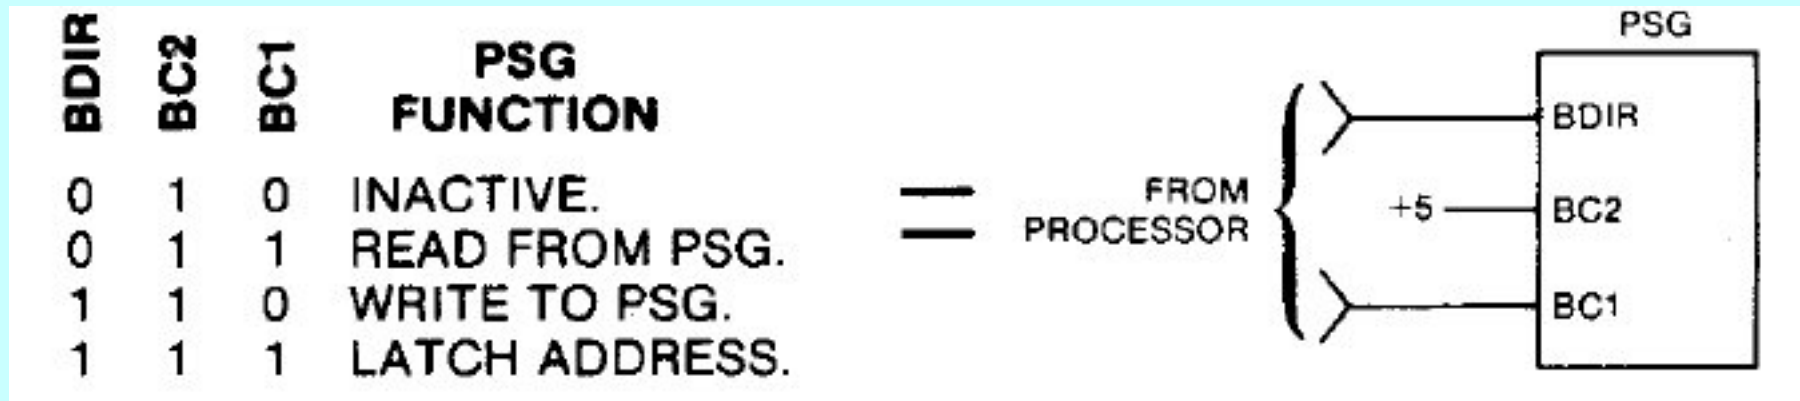 BDIR BC2 BC1 PSG FUNCTION
0 1 0 INACTIVE.
0 1 1 READ FROM PSG.
1 1 0 WRITE TO PSG.
1 1 1 LATCH ADDRESS.
=
FROM
PROCESSOR
PSG
BDIR
+5 BC2
BC1